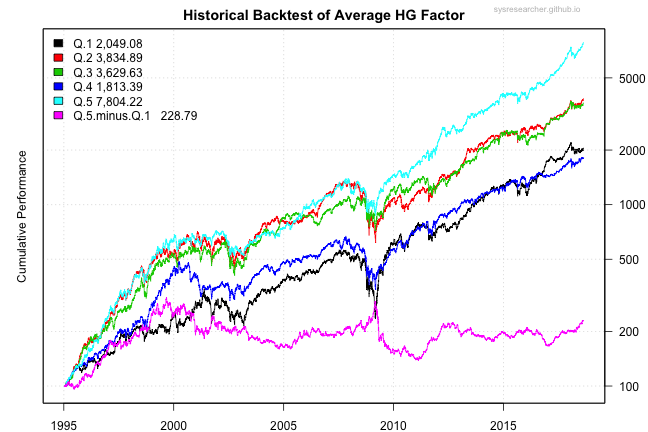 Historical Backtest of Average HG Factor
sysresearcher.github.io
Q.1 2,049.08
Q.2 3,834.89
Q.3 3,629.63
Q.4 1,813.39
Q.5 7,804.22
Q.5.minus.Q.1 228.79
Cumulative Performance
5000
2000
1000
500
200
100
1995
2000
2005
2010
2015